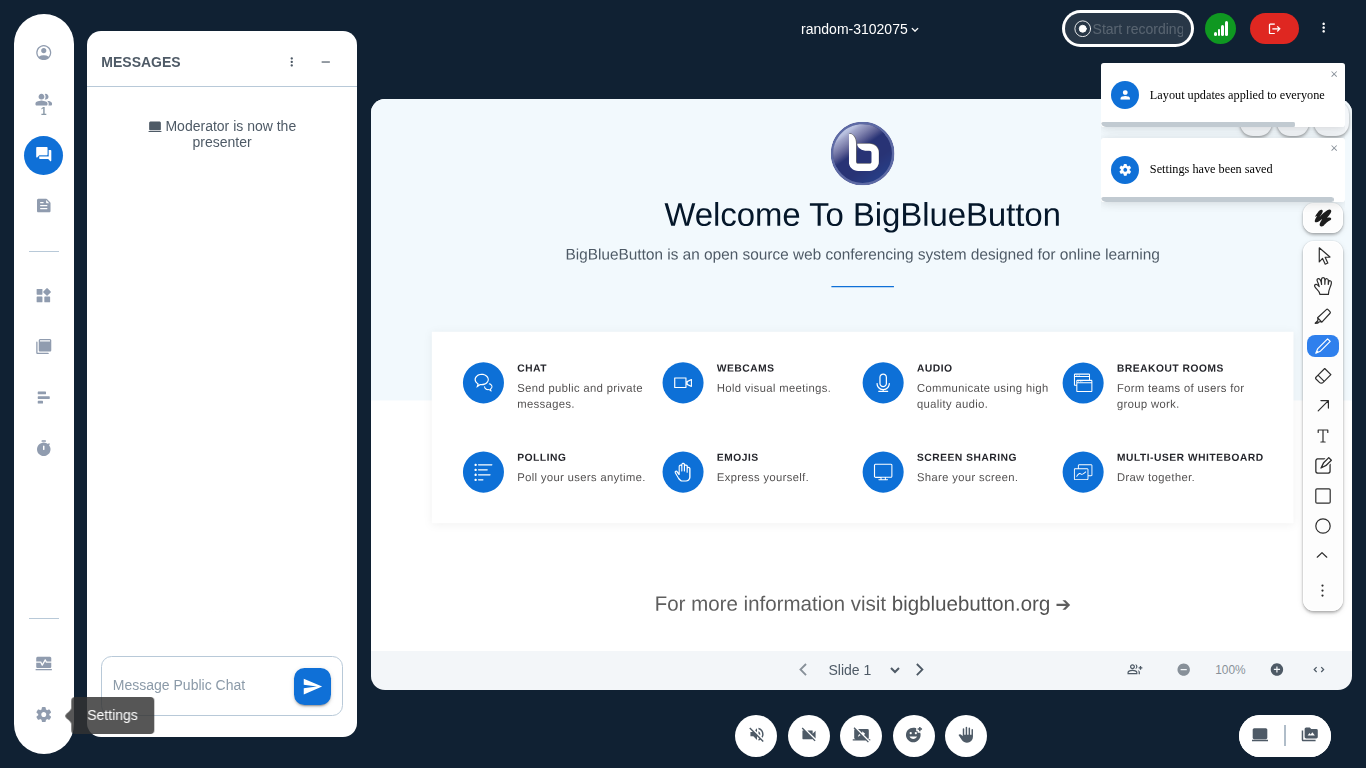 random-3102075
Start recording
MESSAGES
1
Moderator is now the
presenter
Message Public Chat
Settings
Layout updates applied to everyone
Settings have been saved
Welcome To BigBlueButton
BigBlueButton is an open source web conferencing system designed for online learning
CHAT
Send public and private
messages.
WEBCAMS
Hold visual meetings.
AUDIO
Communicate using high
quality audio.
BREAKOUT ROOMS
Form teams of users for
group work.
POLLING
Poll your users anytime.
EMOJIS
Express yourself.
SCREEN SHARING
Share your screen.
MULTI-USER WHITEBOARD
Draw together.
For more information visit bigbluebutton.org ➔
Slide 1
100%